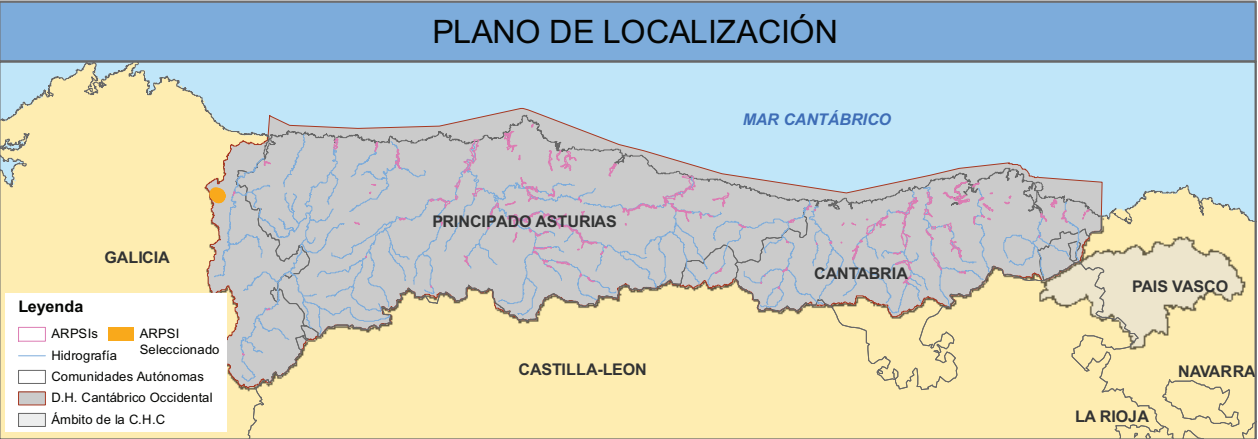 PLANO DE LOCALIZACIÓN
MAR CANTÁBRICO
PRINCIPADO ASTURIAS
GALICIA
CANTABRIA
PAIS VASCO
CASTILLA-LEON
NAVARRA
LA RIOJA
Leyenda
ARPSIs
ARPSI
Seleccionado
Hidrografía
Comunidades Autónomas
D.H. Cantábrico Occidental
Ámbito de la C.H.C